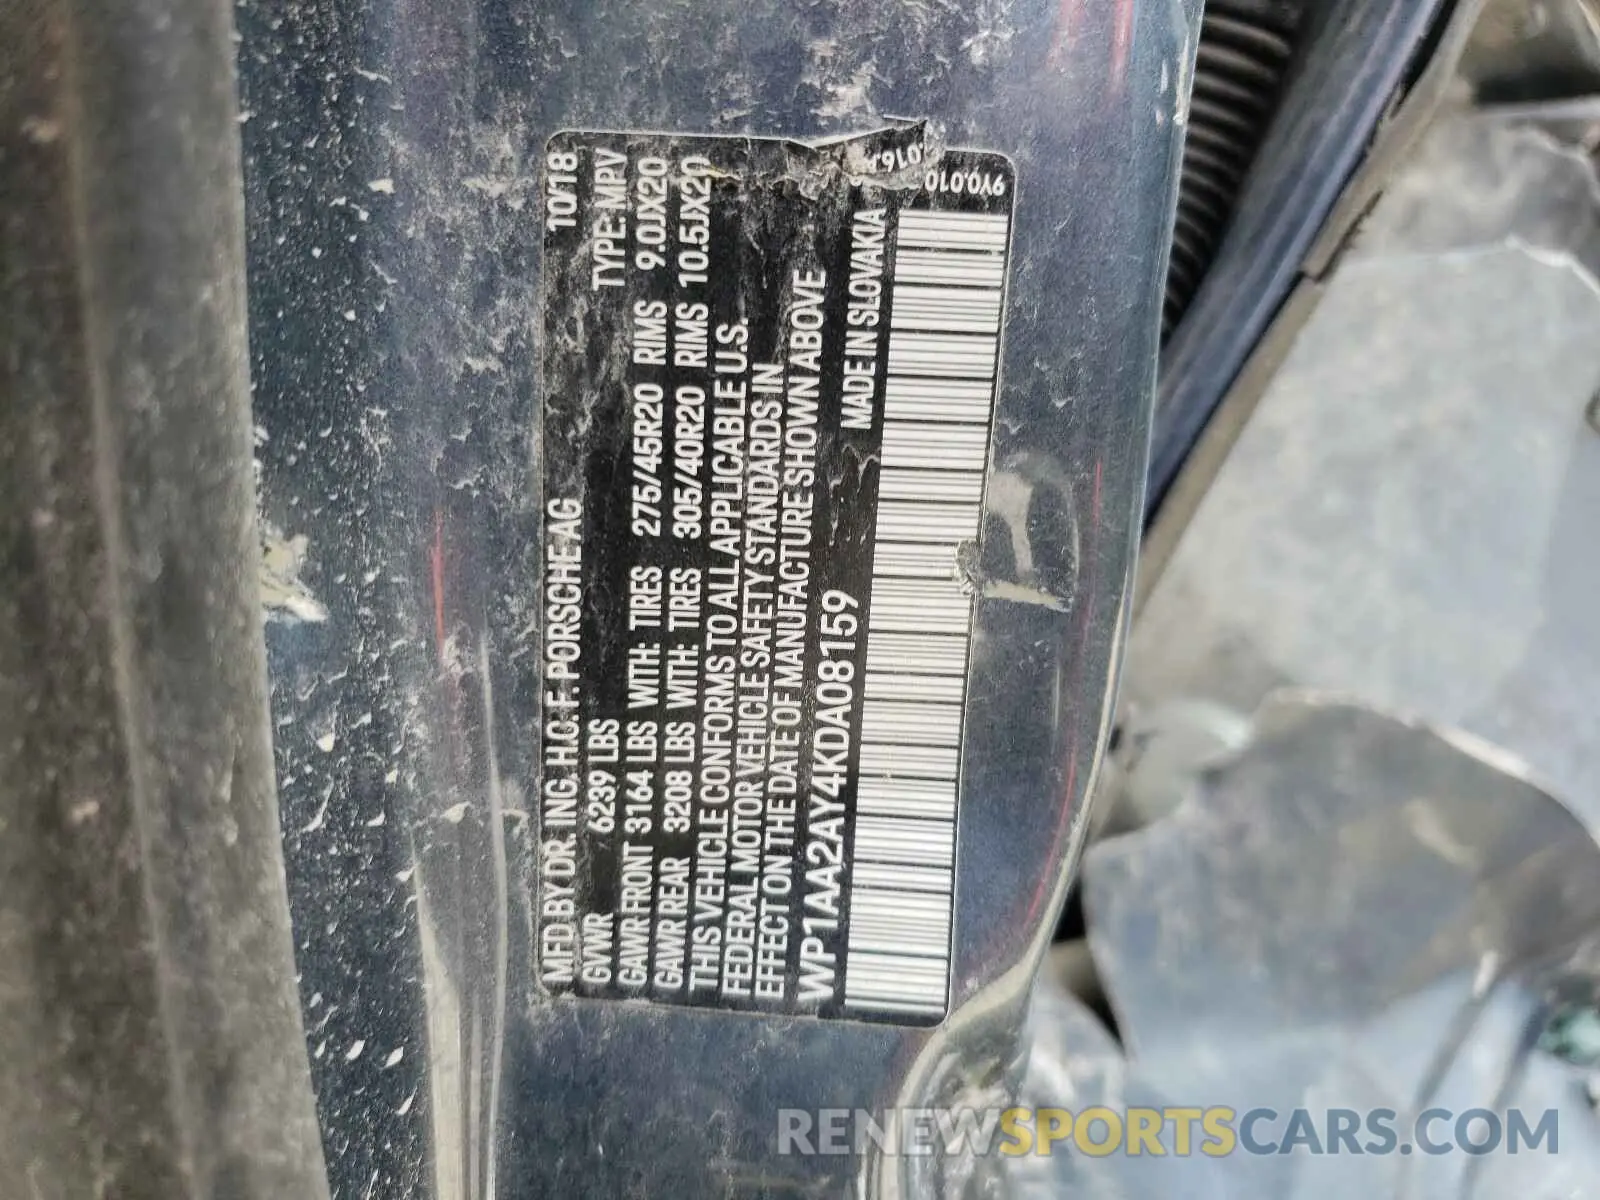 MFD BY DR. ING. H.C. F. PORSCHE AG 10/18
GVWR 6239 LBS TYPE: MPV
GAWR FRONT 3164 LBS WITH: TIRES 275/45R20 RIMS 9.0JX20
GAWR REAR 3208 LBS WITH: TIRES 305/40R20 RIMS 10.5JX20
THIS VEHICLE CONFORMS TO ALL APPLICABLE U.S.
FEDERAL MOTOR VEHICLE SAFETY STANDARDS IN
EFFECT ON THE DATE OF MANUFACTURE SHOWN ABOVE
WP1AA2AY4KDA08159 MADE IN SLOVAKIA
9Y0.010
RENEWSPORTSCARS.COM